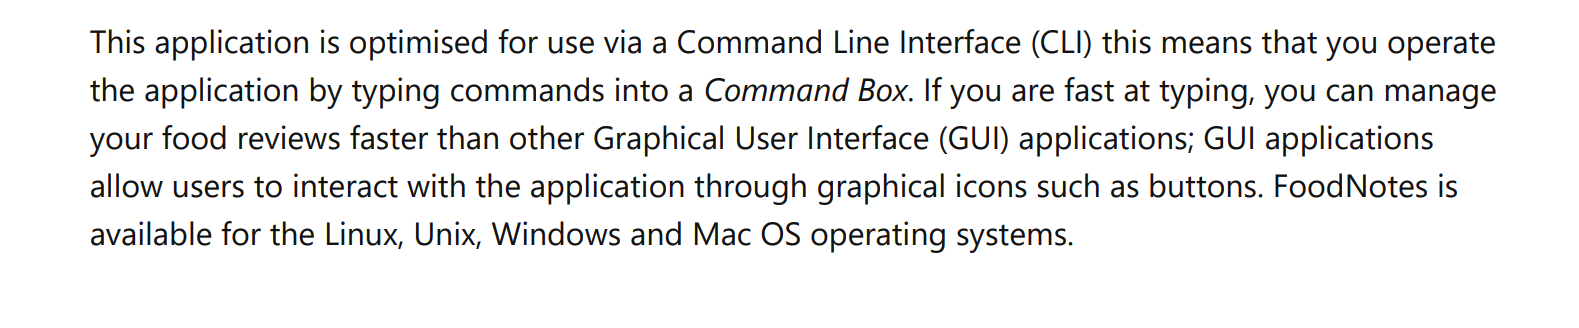 This application is optimised for use via a Command Line Interface (CLI) this means that you operate
the application by typing commands into a Command Box. If you are fast at typing, you can manage
your food reviews faster than other Graphical User Interface (GUI) applications; GUI applications
allow users to interact with the application through graphical icons such as buttons. FoodNotes is
available for the Linux, Unix, Windows and Mac OS operating systems.